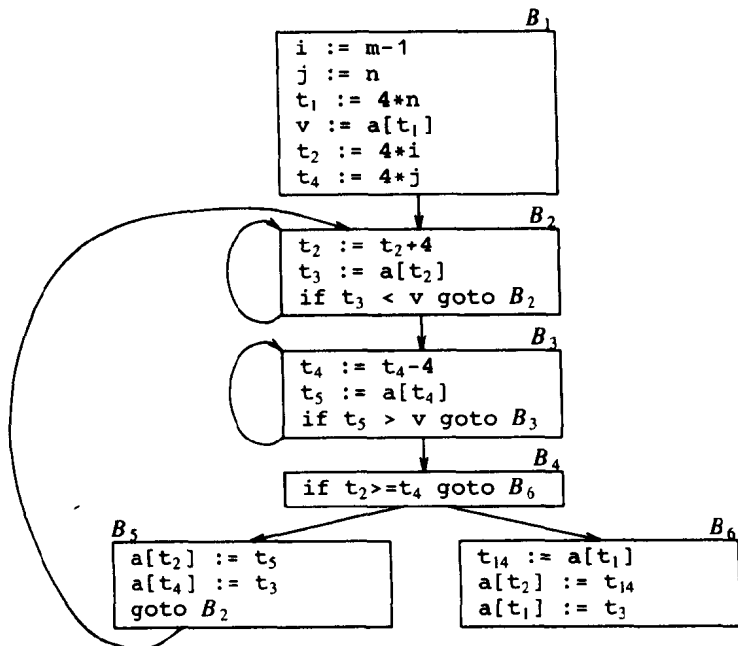 B₁
i := m-1
j := n
t₁ := 4*n
v := a[t₁]
t₂ := 4*i
t₄ := 4*j
B₂
t₂ := t₂+4
t₃ := a[t₂]
if t₃ < v goto B₂
B₃
t₄ := t₄-4
t₅ := a[t₄]
if t₅ > v goto B₃
B₄
if t₂>=t₄ goto B₆
B₅
a[t₂] := t₅
a[t₄] := t₃
goto B₂
B₆
t₁₄ := a[t₁]
a[t₂] := t₁₄
a[t₁] := t₃